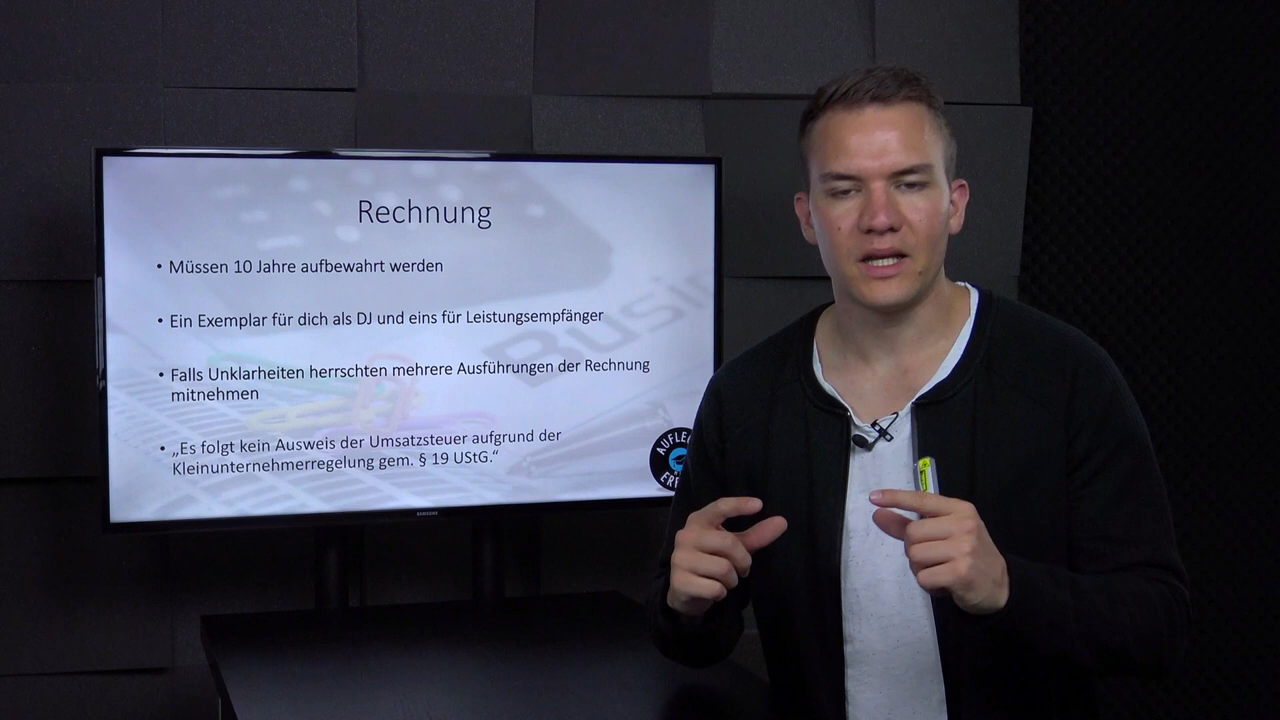 Rechnung
• Müssen 10 Jahre aufbewahrt werden
• Ein Exemplar für dich als DJ und eins für Leistungsempfänger
• Falls Unklarheiten herrschten mehrere Ausführungen der Rechnung
mitnehmen
• „Es folgt kein Ausweis der Umsatzsteuer aufgrund der
Kleinunternehmerregelung gem. § 19 UStG.“
SAMSUNG